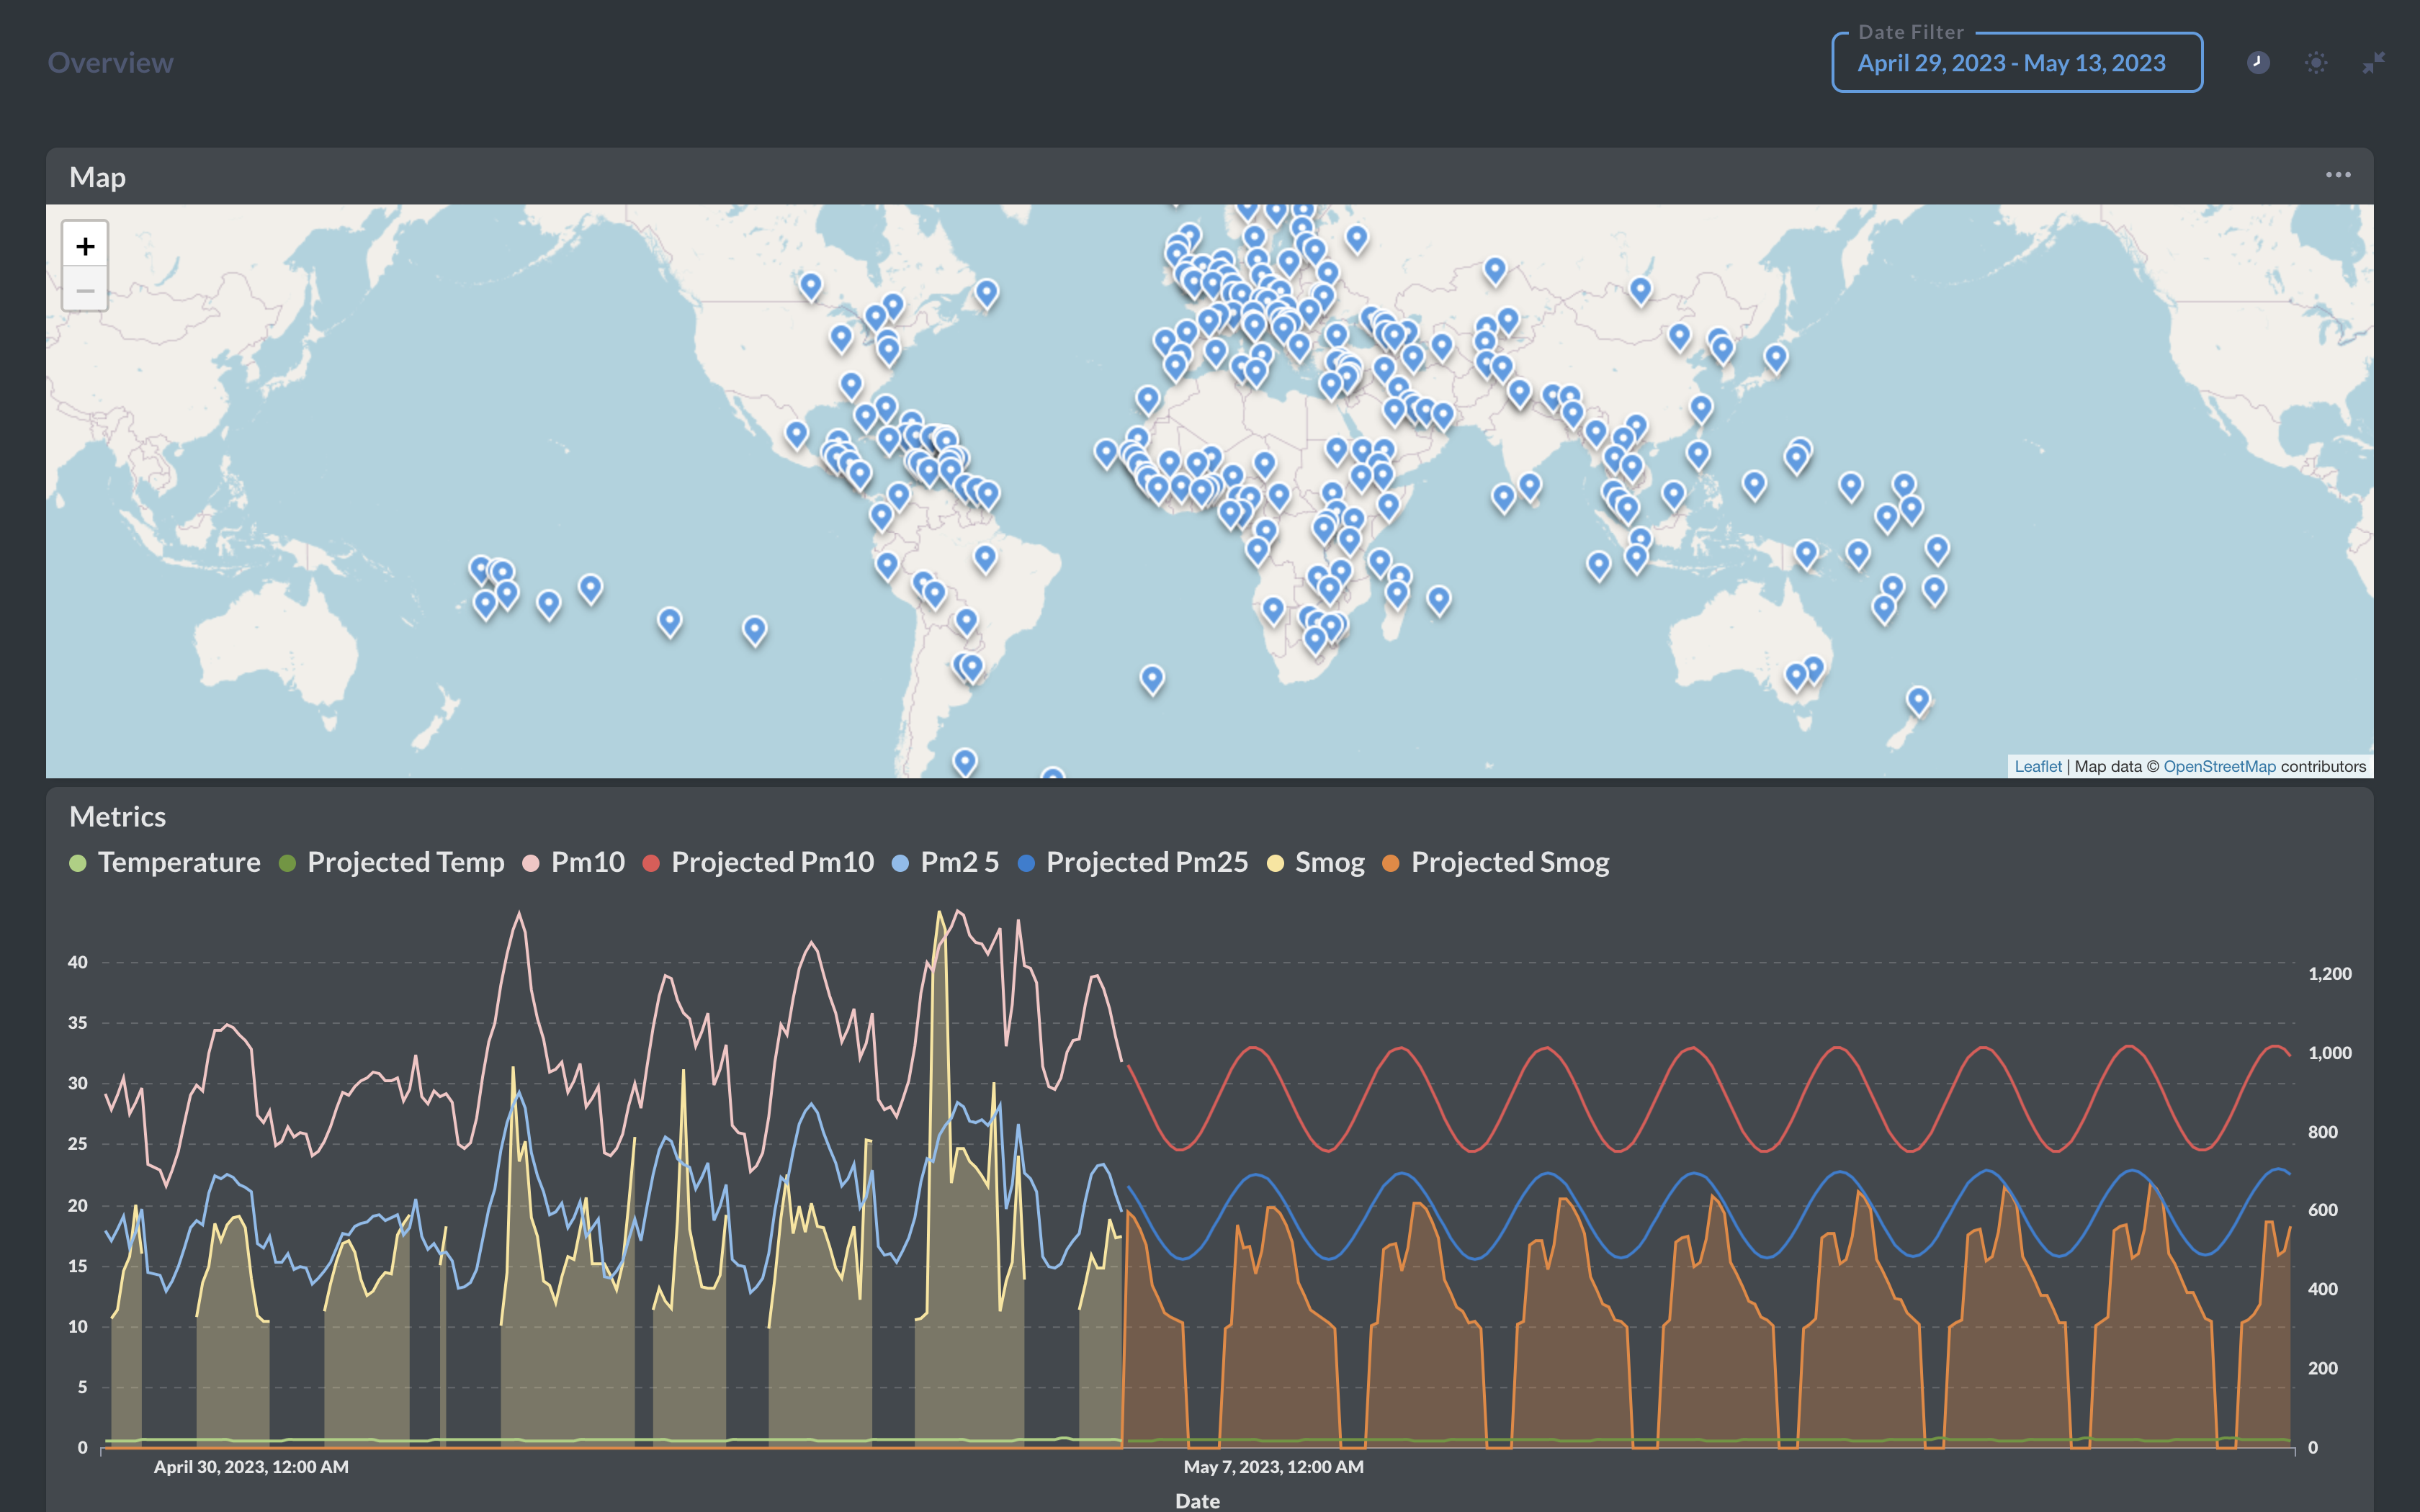 Date Filter
Overview
April 29, 2023 - May 13, 2023
Map
+
−
Leaflet | Map data © OpenStreetMap contributors
Metrics
Temperature Projected Temp Pm10 Projected Pm10 Pm2 5 Projected Pm25 Smog Projected Smog
40
1,200
35
1,000
30
25
800
20
600
15
400
10
5
200
0
0
April 30, 2023, 12:00 AM
May 7, 2023, 12:00 AM
Date